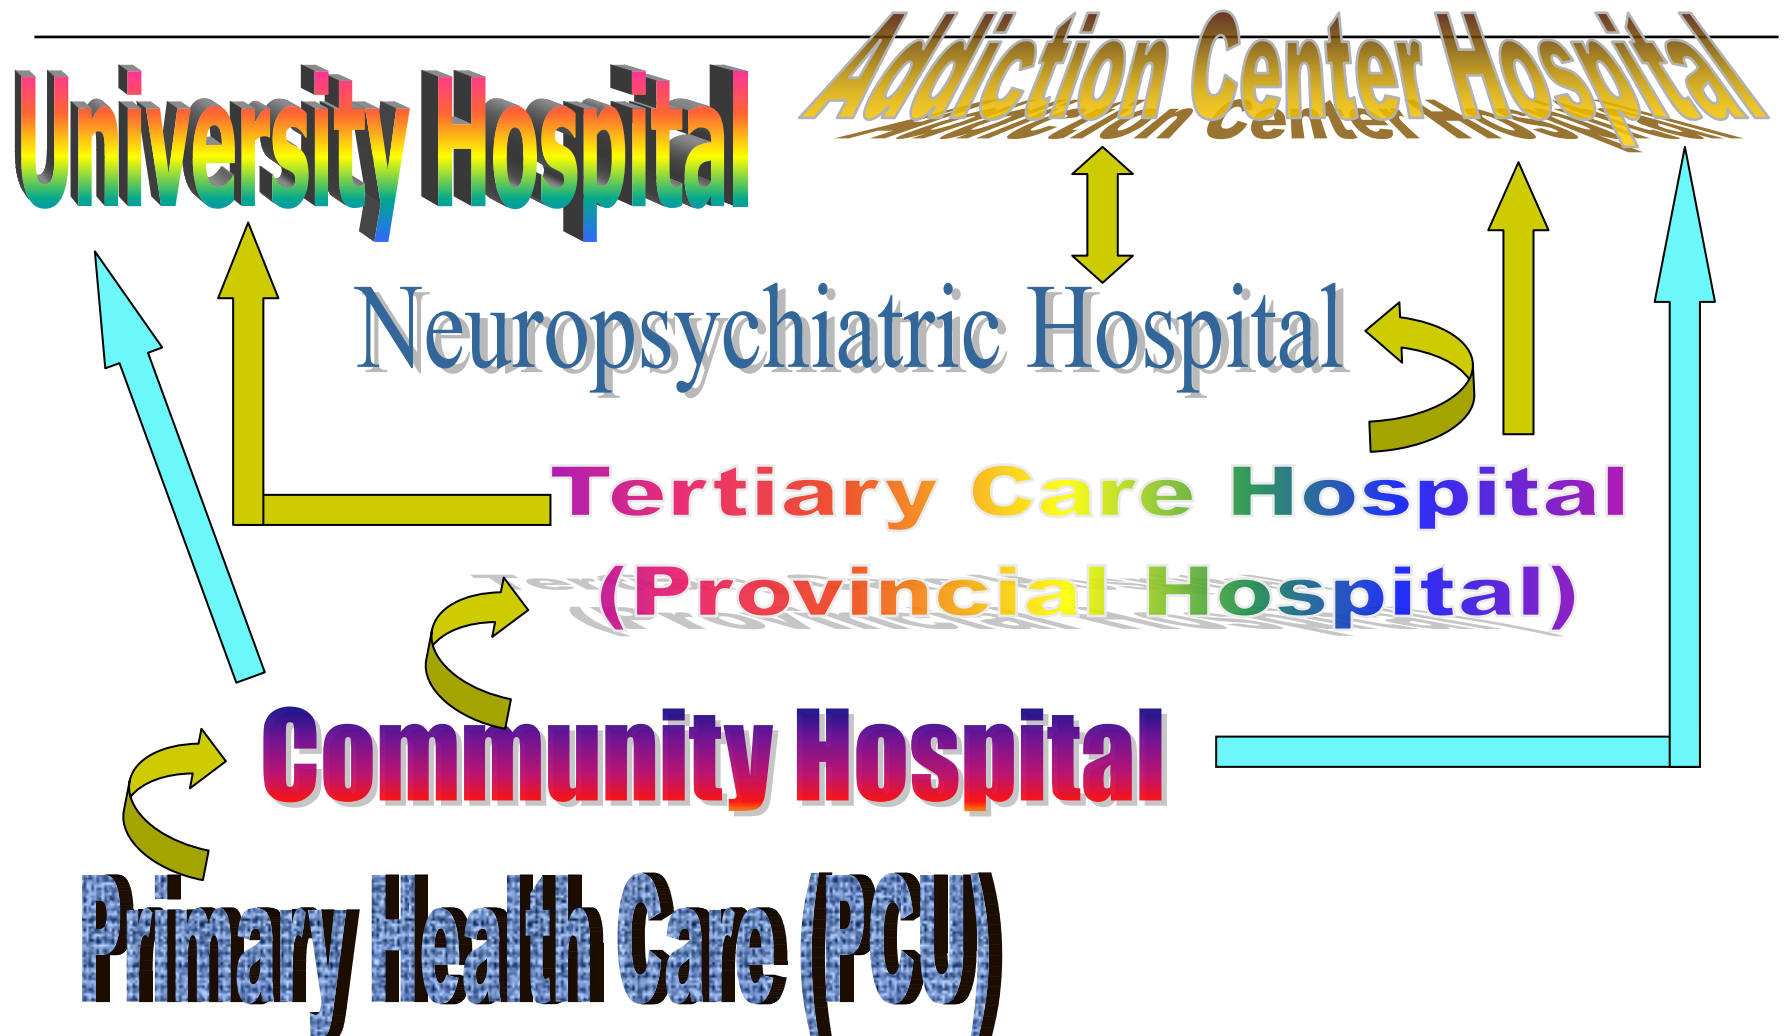 University Hospital
Addiction Center Hospital
Neuropsychiatric Hospital
Tertiary Care Hospital
(Provincial Hospital)
Community Hospital
Primary Health Care (PCU)